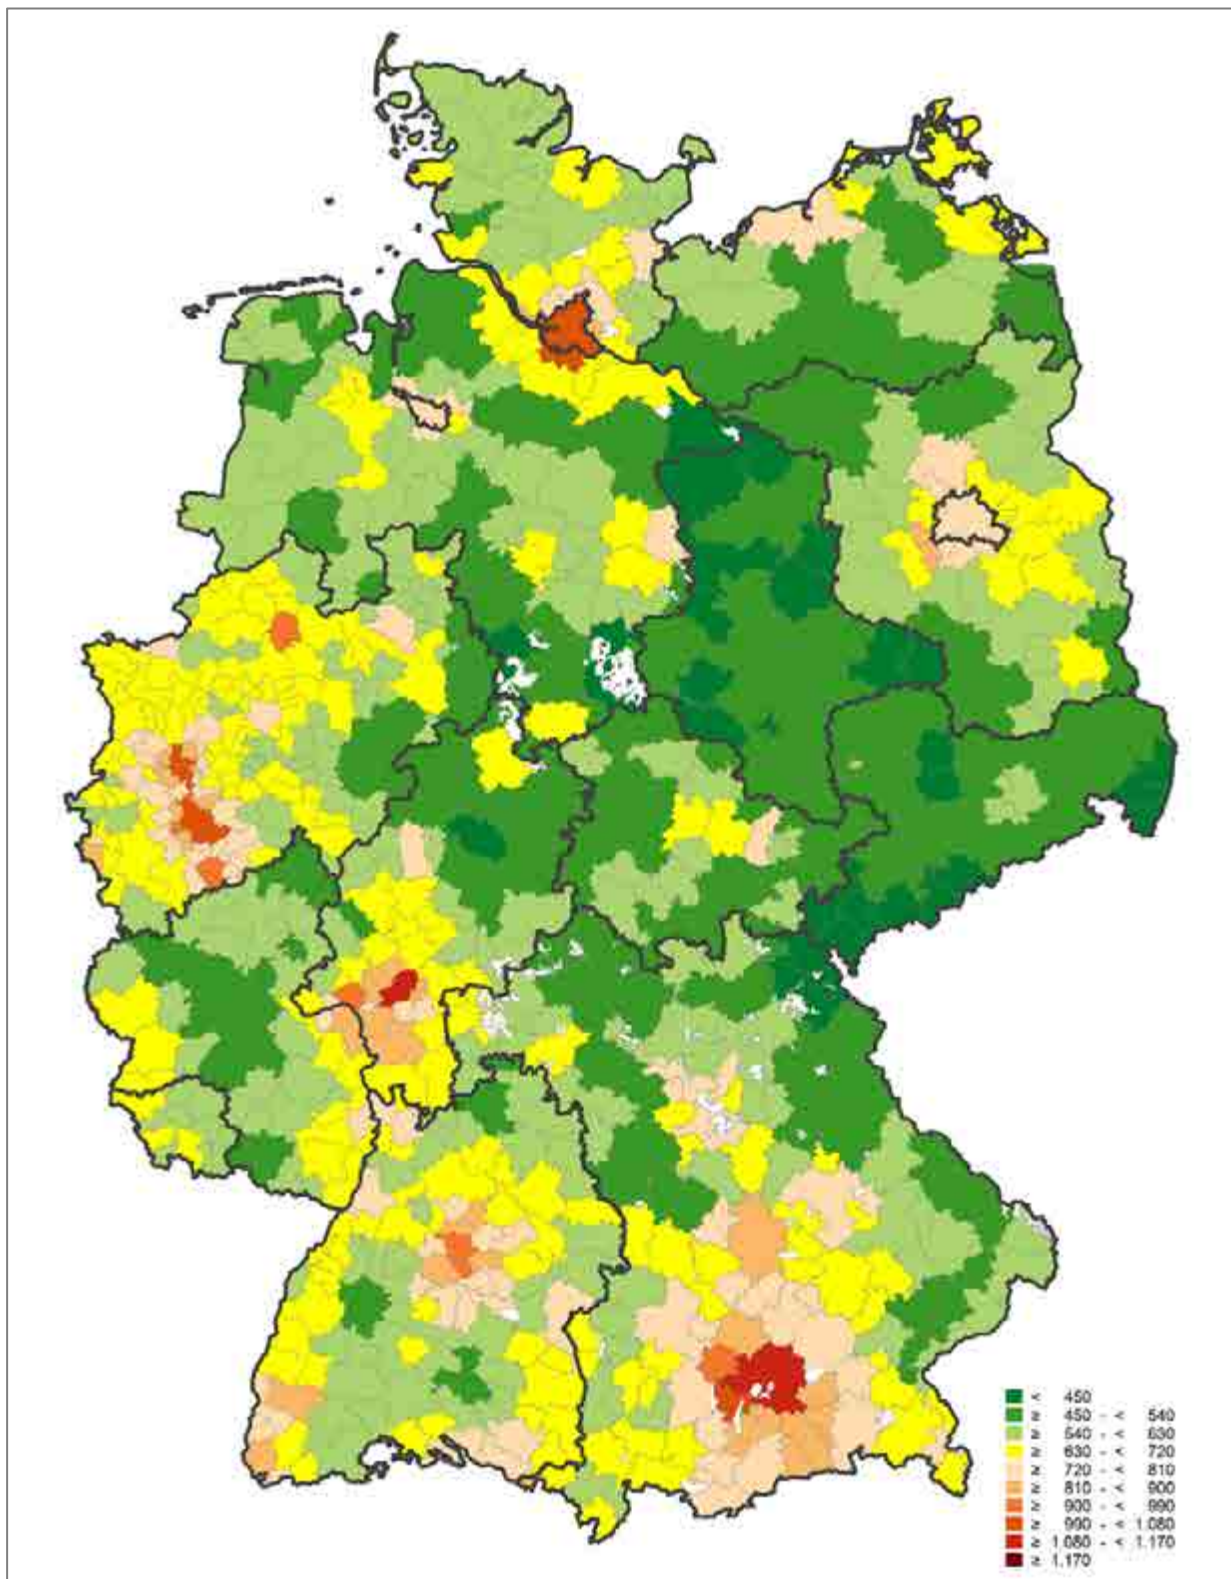 < 450
≥ 450 - < 540
≥ 540 - < 630
≥ 630 - < 720
≥ 720 - < 810
≥ 810 - < 900
≥ 900 - < 990
≥ 990 - < 1.080
≥ 1.080 - < 1.170
≥ 1.170